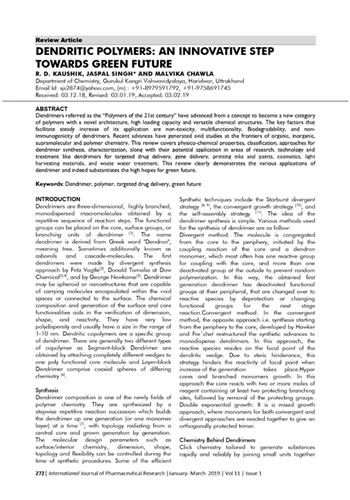 Review Article
DENDRITIC POLYMERS: AN INNOVATIVE STEP
TOWARDS GREEN FUTURE
R. D. KAUSHIK, JASPAL SINGH* AND MALVIKA CHAWLA
Department of Chemistry, Gurukul Kangri Vishwavidyalaya, Haridwar, Uttrakhand
Email Id: sjx2874@yahoo.com, (m) : +91-8979591792, +91-9758691745
Received: 03.12.18, Revised: 03.01.19, Accepted: 03.02.19
ABSTRACT
Dendrimers referred as the "Polymers of the 21st century" have advanced from a concept to become a new category
of polymers with a novel architecture, high loading capacity and versatile chemical structures. The key factors that
facilitate steep increase of its application are non-toxicity, multifunctionality, Biodegradability, and non-
immunogenicity of dendrimers. Recent advances have generated avid studies at the frontiers of organic, inorganic,
supramolecular and polymer chemistry. This review covers physico-chemical properties, classification, approaches for
dendrimer synthesis, characterization, along with their potential application in areas of research, technology and
treatment like dendrimers for targeted drug delivery, gene delivery, printing inks and paints, cosmetics, light
harvesting materials, and waste water treatment. This review clearly demonstrates the various applications of
dendrimer and indeed substantiates the high hopes for green future.
Keywords: Dendrimer, polymer, targeted drug delivery, green future
INTRODUCTION
Dendrimers are three-dimensional, highly branched,
monodispersed macromolecules obtained by a
repetitive sequence of reaction steps. The functional
groups can be placed on the core, surface groups, or
branching units of dendrimer. The name
dendrimer is derived from Greek word "Dendron",
meaning tree. Sometimes additionally known as
arborols and cascade-molecules. The first
dendrimers were made by divergent synthesis
approach by Fritz Vogtle, Donald Tomalia at Dow
Chemical, and by George Newkome. Dendrimer
may be spheroid or nanostructures that are capable
of carrying molecules encapsulated within the void
spaces or connected to the surface. The chemical
composition and generation of the surface and core
functionalities aids in the verification of dimension,
shape, and reactivity. They have very low
polydispersity and usually have a size in the range of
1-10 nm. Dendritic copolymers are a specific group
of dendrimer. There are generally two different types
of copolymer as Segment-block Dendrimer are
obtained by attaching completely different wedges to
one poly functional core molecule and Layer-block
Dendrimer comprise coaxial spheres of differing
chemistry
Synthesis
Dendrimer composition is one of the newly fields of
polymer chemistry. They are synthesized by a
stepwise repetitive reaction succession which builds
the dendrimer up one generation (or one monomer
layer) at a time, with topology radiating from a
central core and grown generation by generation.
The molecular design parameters such as
surface/interior chemistry, dimension, shape,
topology and flexibility can be controlled during the
time of synthetic procedures. Some of the efficient
Synthetic techniques include the Starburst divergent
strategy, the convergent growth strategy, and
the self-assembly strategy. The idea of the
dendrimer synthesis is simple. Various methods used
for the synthesis of dendrimer are as follow:
Divergent method: The molecule is congregated
from the core to the periphery, initiated by the
coupling reaction of the core and a dendron
monomer, which most often has one reactive group
for coupling with the core, and more than one
deactivated group at the outside to prevent random
polymerization. In this way, the obtained first
generation dendrimer has deactivated functional
groups at their peripheral, that are changed over to
reactive species by deprotection or changing
functional groups for the next stage
reaction.Convergent method: In the convergent
method, the opposite approach i.e. synthesis starting
from the periphery to the core, developed by Hawker
and Fre´chet restructured the synthetic advances to
monodisperse dendrimers. In this approach, the
reactive species resides on the focal point of the
dendritic wedge. Due to steric hinderance, this
strategy hinders the reactivity of focal point when
increase of the generation takes place.Hyper
cores and branched monomers growth: In this
approach the core reacts with two or more moles of
reagent containing at least two protecting branching
sites, followed by removal of the protecting groups.
Double exponential growth: It is a mixed growth
approach, where monomers for both convergent and
divergent approaches are reacted together to give an
orthogonally protected trimer.
Chemistry Behind Dendrimers
Click chemistry tailored to generate substances
rapidly and reliably by joining small units together
272| International Journal of Pharmaceutical Research | January- March 2019 | Vol 11 | Issue 1